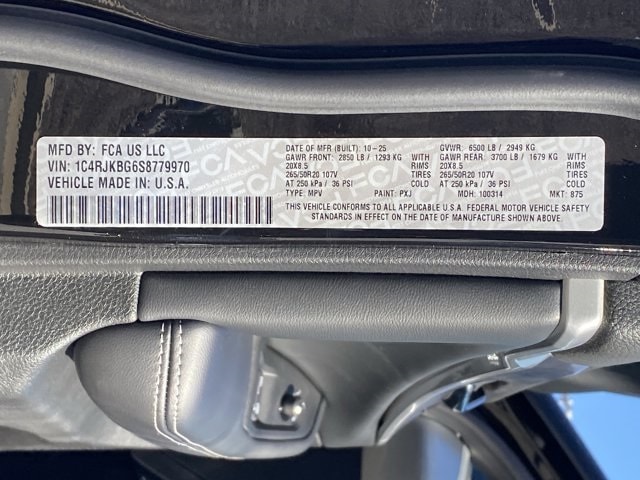 MFD BY: FCA US LLC
VIN: 1C4RJKBG6S8779970
VEHICLE MADE IN U.S.A.
DATE OF MFR (BUILT): 10-25
GVWR: 6500 LB / 2949 KG
GAWR FRONT: 2850 LB / 1293 KG
GAWR REAR: 3700 LB / 1679 KG
20X8.5 RIMS
20X8.5 RIMS
265/50R20 107V TIRES
265/50R20 107V TIRES
AT 250 kPa / 36 PSI COLD
AT 250 kPa / 36 PSI COLD
TYPE: MPV PAINT: PXJ MDH: 100314 MKT: 875
THIS VEHICLE CONFORMS TO ALL APPLICABLE U.S.A. FEDERAL MOTOR VEHICLE SAFETY
STANDARDS IN EFFECT ON THE DATE OF MANUFACTURE SHOWN ABOVE.